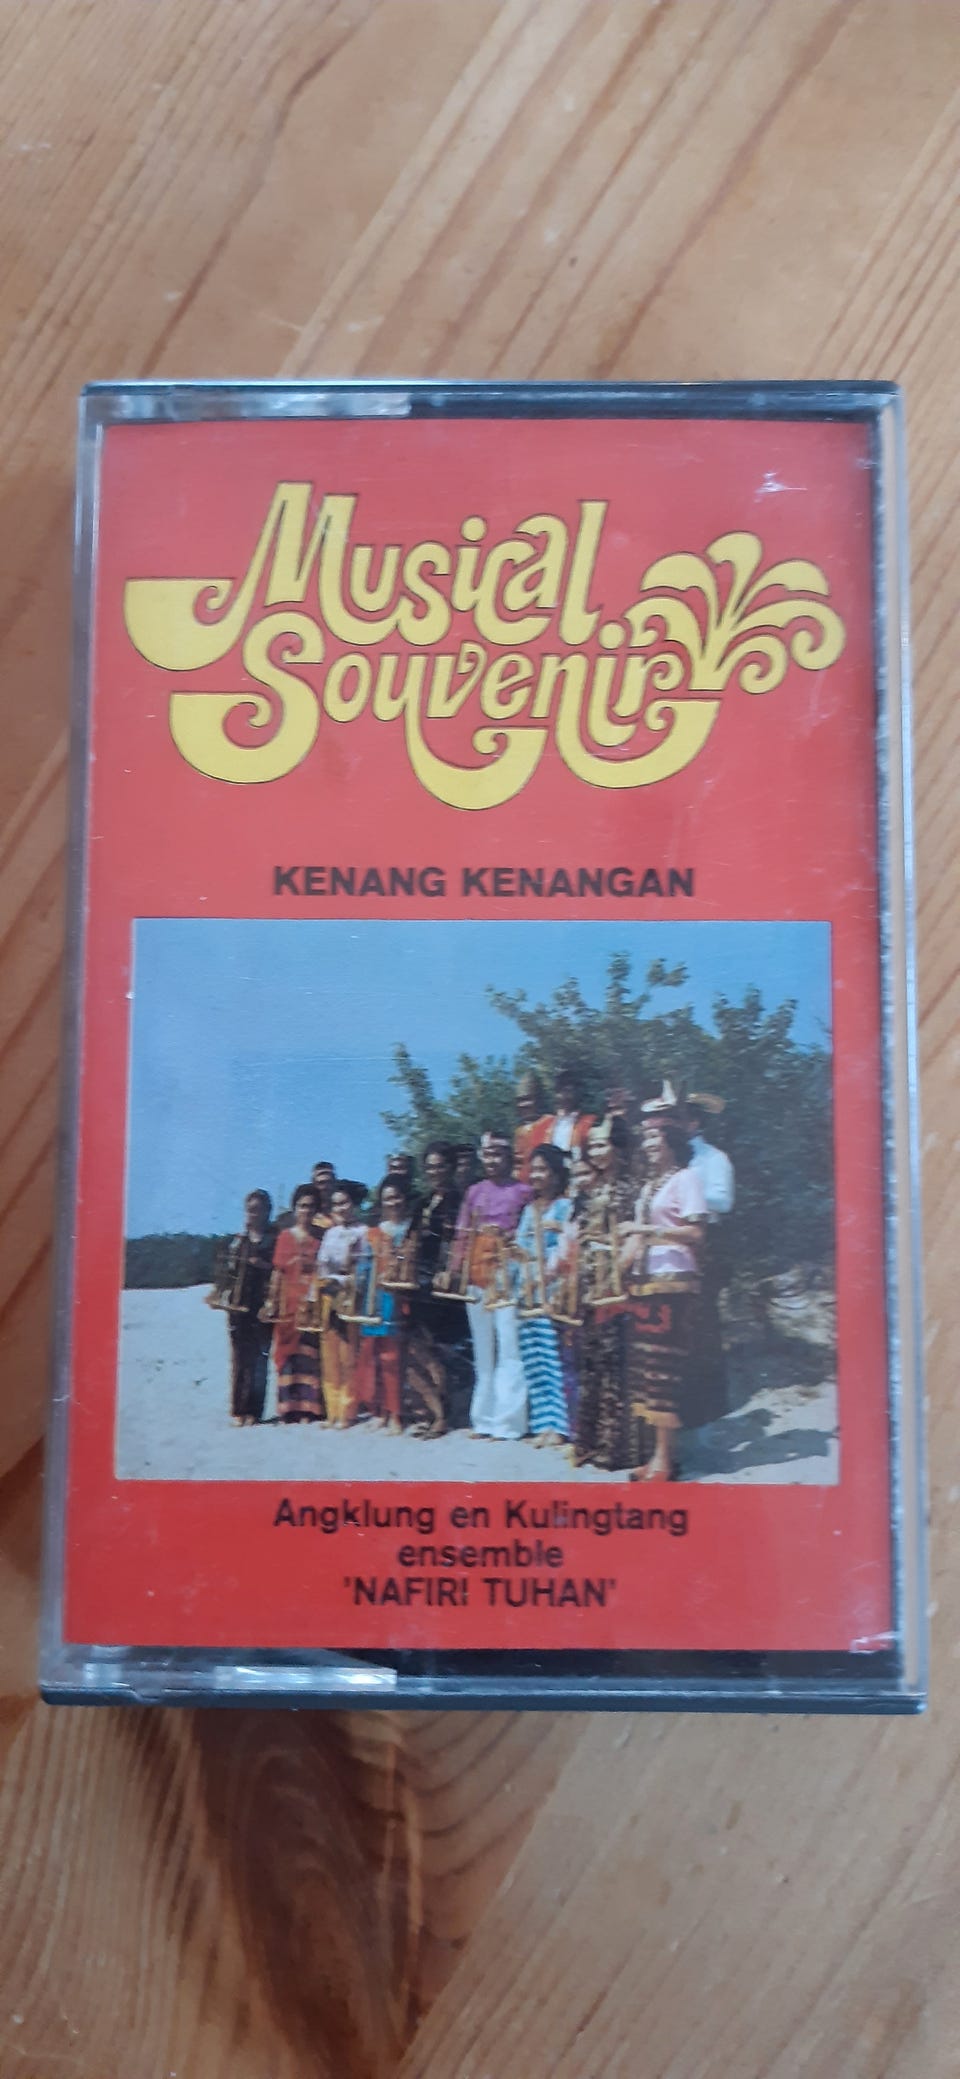 Musical
Souvenir
KENANG KENANGAN
Angklung en Kulingtang
ensemble
'NAFIRI TUHAN'